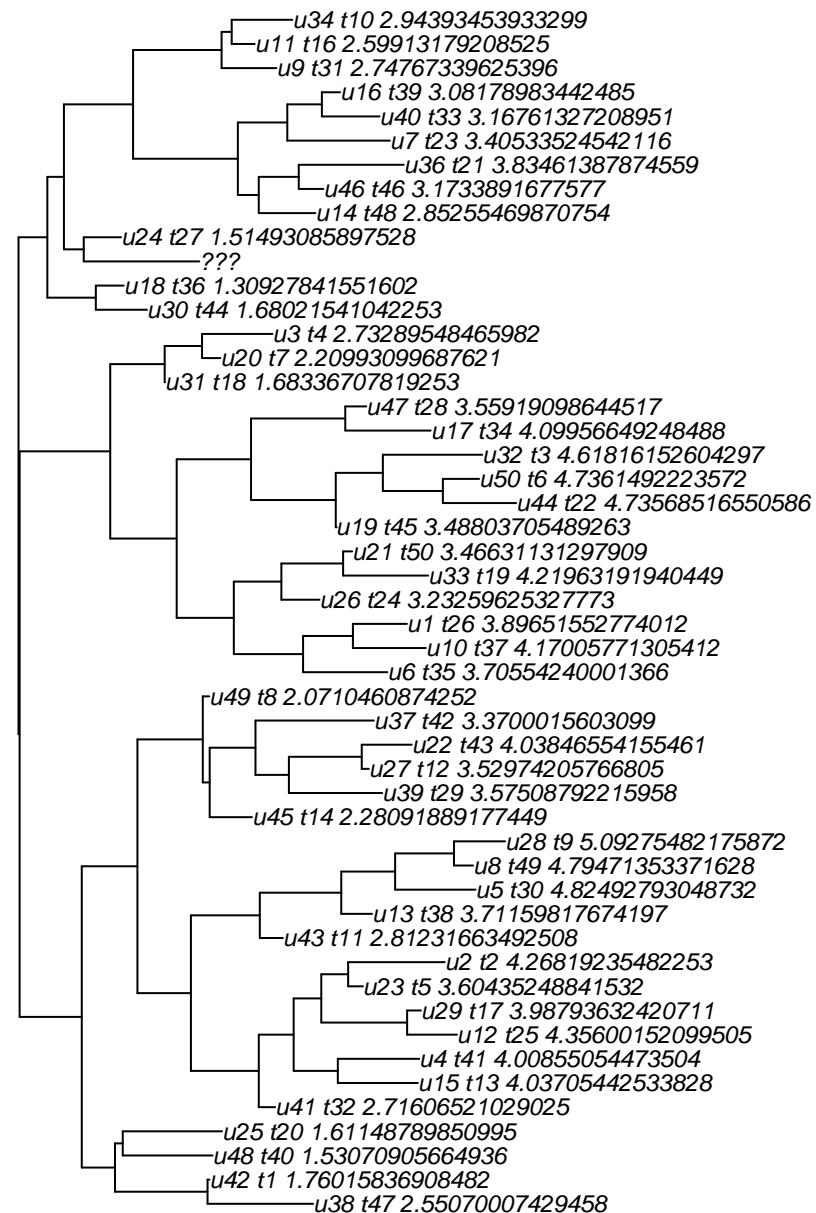 u34 t10 2.94393453933299
u11 t16 2.59913179208525
u9 t31 2.74767339625396
u16 t39 3.08178983442485
u40 t33 3.16761327208951
u7 t23 3.40533524542116
u36 t21 3.83461387874559
u46 t46 3.1733891677577
u14 t48 2.85255469870754
u24 t27 1.51493085897528
???
u18 t36 1.30927841551602
u30 t44 1.68021541042253
u3 t4 2.73289548465982
u20 t7 2.20993099687621
u31 t18 1.68336707819253
u47 t28 3.55919098644517
u17 t34 4.09956649248488
u32 t3 4.61816152604297
u50 t6 4.7361492223572
u44 t22 4.73568516550586
u19 t45 3.48803705489263
u21 t50 3.46631131297909
u33 t19 4.21963191940449
u26 t24 3.23259625327773
u1 t26 3.89651552774012
u10 t37 4.17005771305412
u6 t35 3.70554240001366
u49 t8 2.0710460874252
u37 t42 3.3700015603099
u22 t43 4.03846554155461
u27 t12 3.52974205766805
u39 t29 3.57508792215958
u45 t14 2.28091889177449
u28 t9 5.09275482175872
u8 t49 4.79471353371628
u5 t30 4.82492793048732
u13 t38 3.71159817674197
u43 t11 2.81231663492508
u2 t2 4.26819235482253
u23 t5 3.60435248841532
u29 t17 3.98793632420711
u12 t25 4.35600152099505
u4 t41 4.00855054473504
u15 t13 4.03705442533828
u41 t32 2.71606521029025
u25 t20 1.61148789850995
u48 t40 1.53070905664936
u42 t1 1.76015836908482
u38 t47 2.55070007429458